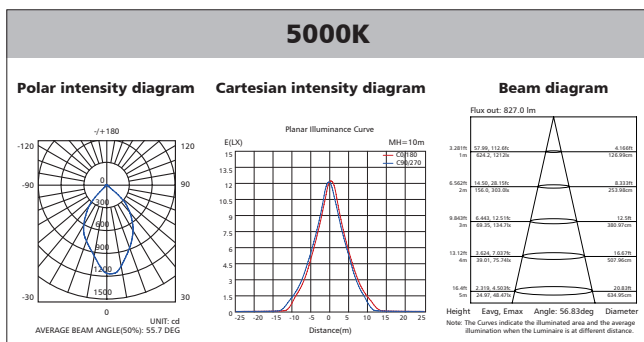 5000K
Polar intensity diagram
Cartesian intensity diagram
Beam diagram
-/+180
-120
120
-90
90
-30
30
0
0
300
600
900
1200
1500
UNIT: cd
AVERAGE BEAM ANGLE(50%): 55.7 DEG
Planar Illuminance Curve
E(LX)
MH=10m
C0/180
C90/270
15
13.5
12
10.5
9
7.5
6
4.5
3
1.5
0
-25 -20 -15 -10 -5 0 5 10 15 20 25
Distance(m)
Flux out: 827.0 lm
3.281ft 57.99, 112.6fc 4.166ft
1m 624.2, 1212lx 126.99cm
6.562ft 14.50, 28.15fc 8.333ft
2m 156.0, 303.0lx 253.98cm
9.843ft 6.443, 12.51fc 12.5ft
3m 69.35, 134.7lx 380.97cm
13.12ft 3.624, 7.037fc 16.67ft
4m 39.01, 75.74lx 507.96cm
16.4ft 2.319, 4.503fc 20.83ft
5m 24.97, 48.47lx 634.95cm
Height Eavg, Emax Angle: 56.83deg Diameter
Note: The Curves indicate the illuminated area and the average
illumination when the Luminaire is at different distance.